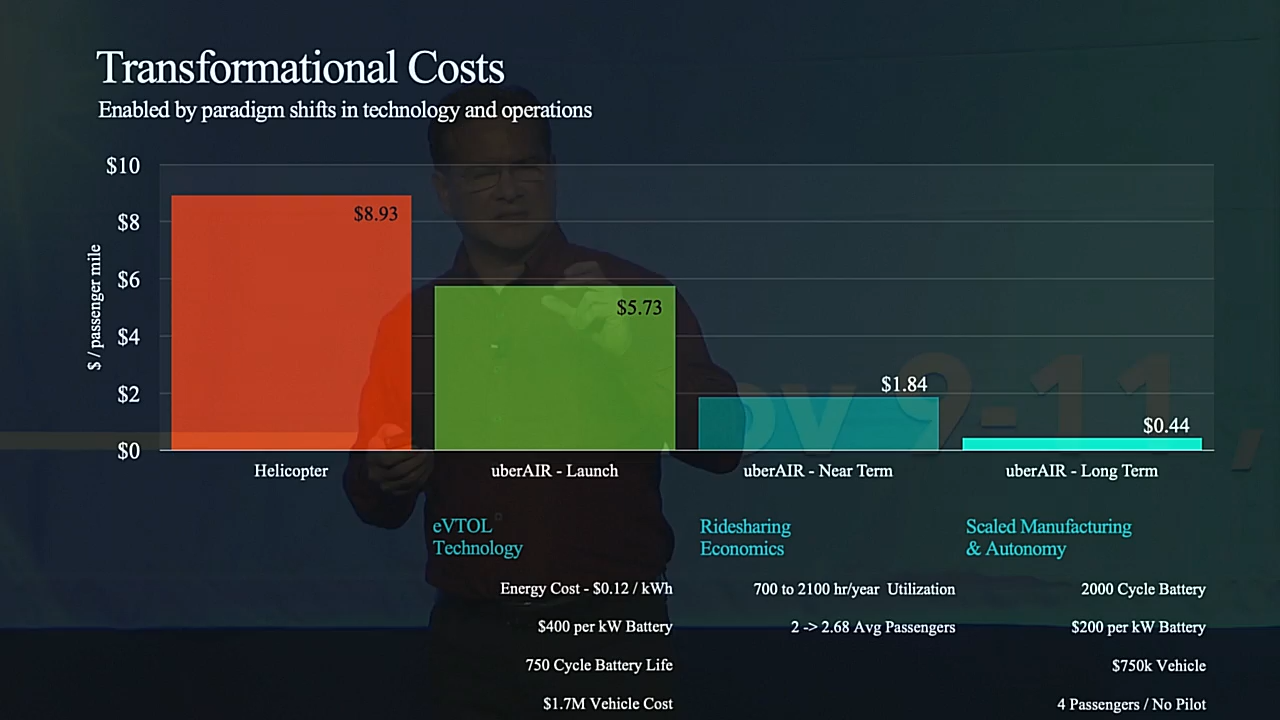 Transformational Costs
Enabled by paradigm shifts in technology and operations
$ / passenger mile
$10
$8
$6
$4
$2
$0
$8.93
$5.73
$1.84
$0.44
Helicopter
uberAIR - Launch
uberAIR - Near Term
uberAIR - Long Term
eVTOL
Technology
Energy Cost - $0.12 / kWh
$400 per kW Battery
750 Cycle Battery Life
$1.7M Vehicle Cost
Ridesharing
Economics
700 to 2100 hr/year Utilization
2 -> 2.68 Avg Passengers
Scaled Manufacturing
& Autonomy
2000 Cycle Battery
$200 per kW Battery
$750k Vehicle
4 Passengers / No Pilot
9-11,